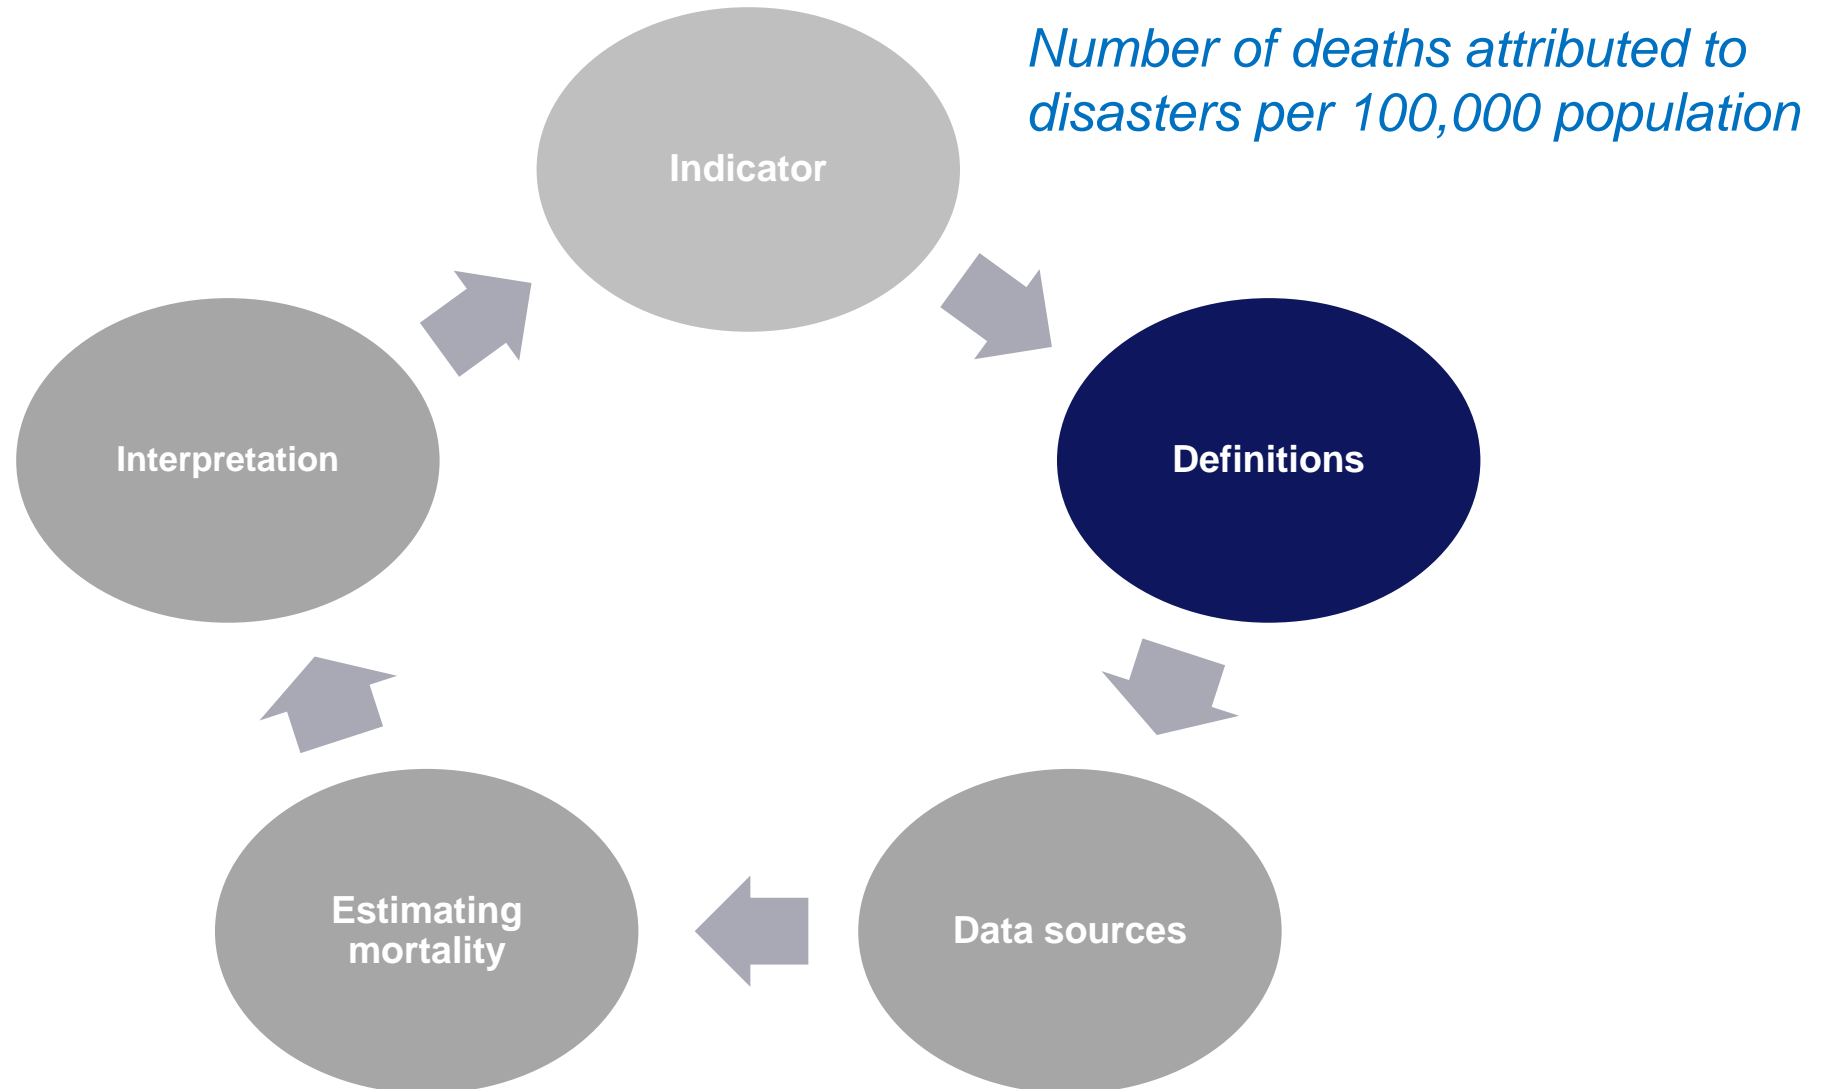 Number of deaths attributed to
disasters per 100,000 population
Indicator
Definitions
Data sources
Estimating
mortality
Interpretation